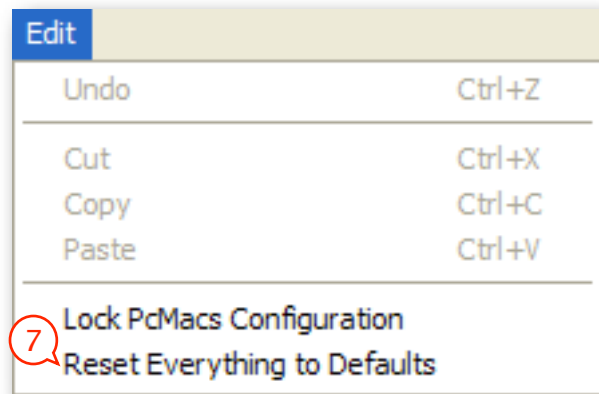 Edit
Undo Ctrl+Z
Cut Ctrl+X
Copy Ctrl+C
Paste Ctrl+V
Lock PcMacs Configuration
7
Reset Everything to Defaults